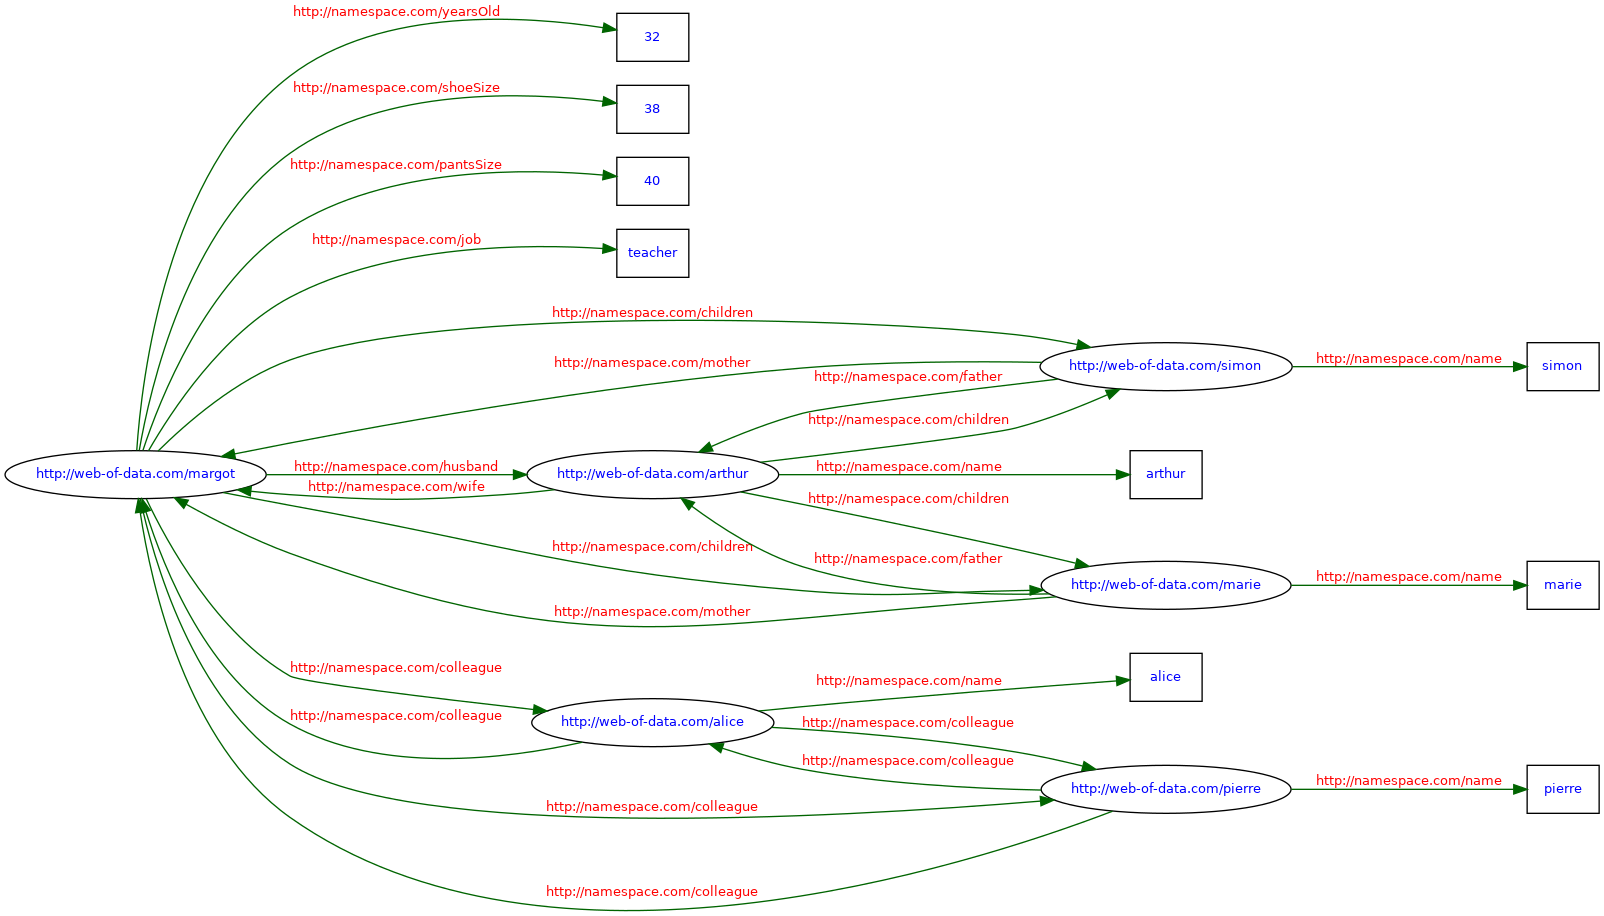 http://namespace.com/yearsOld
32
http://namespace.com/shoeSize
38
http://namespace.com/pantsSize
40
http://namespace.com/job
teacher
http://namespace.com/children
http://namespace.com/mother
http://namespace.com/father
http://web-of-data.com/simon
http://namespace.com/name
simon
http://namespace.com/children
http://web-of-data.com/margot
http://namespace.com/husband
http://namespace.com/wife
http://web-of-data.com/arthur
http://namespace.com/name
arthur
http://namespace.com/children
http://namespace.com/children
http://namespace.com/father
http://web-of-data.com/marie
http://namespace.com/name
marie
http://namespace.com/mother
http://namespace.com/colleague
http://namespace.com/name
alice
http://namespace.com/colleague
http://web-of-data.com/alice
http://namespace.com/colleague
http://namespace.com/colleague
http://web-of-data.com/pierre
http://namespace.com/name
pierre
http://namespace.com/colleague
http://namespace.com/colleague